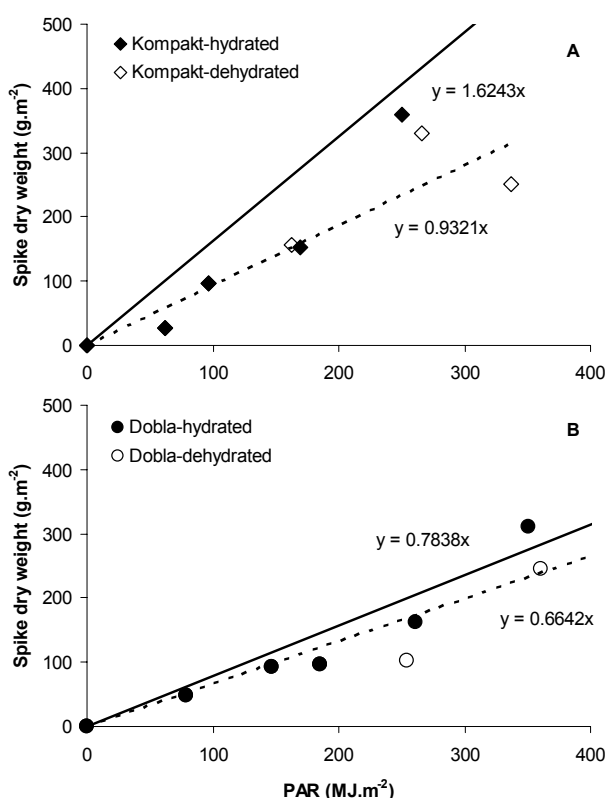 500
Kompakt-hydrated
A
Kompakt-dehydrated
400
y = 1.6243x
300
200
y = 0.9321x
100
0
0 100 200 300 400
Spike dry weight (g.m⁻²)
500
Dobla-hydrated
B
Dobla-dehydrated
400
y = 0.7838x
300
200
y = 0.6642x
100
0
0 100 200 300 400
Spike dry weight (g.m⁻²)
PAR (MJ.m⁻²)